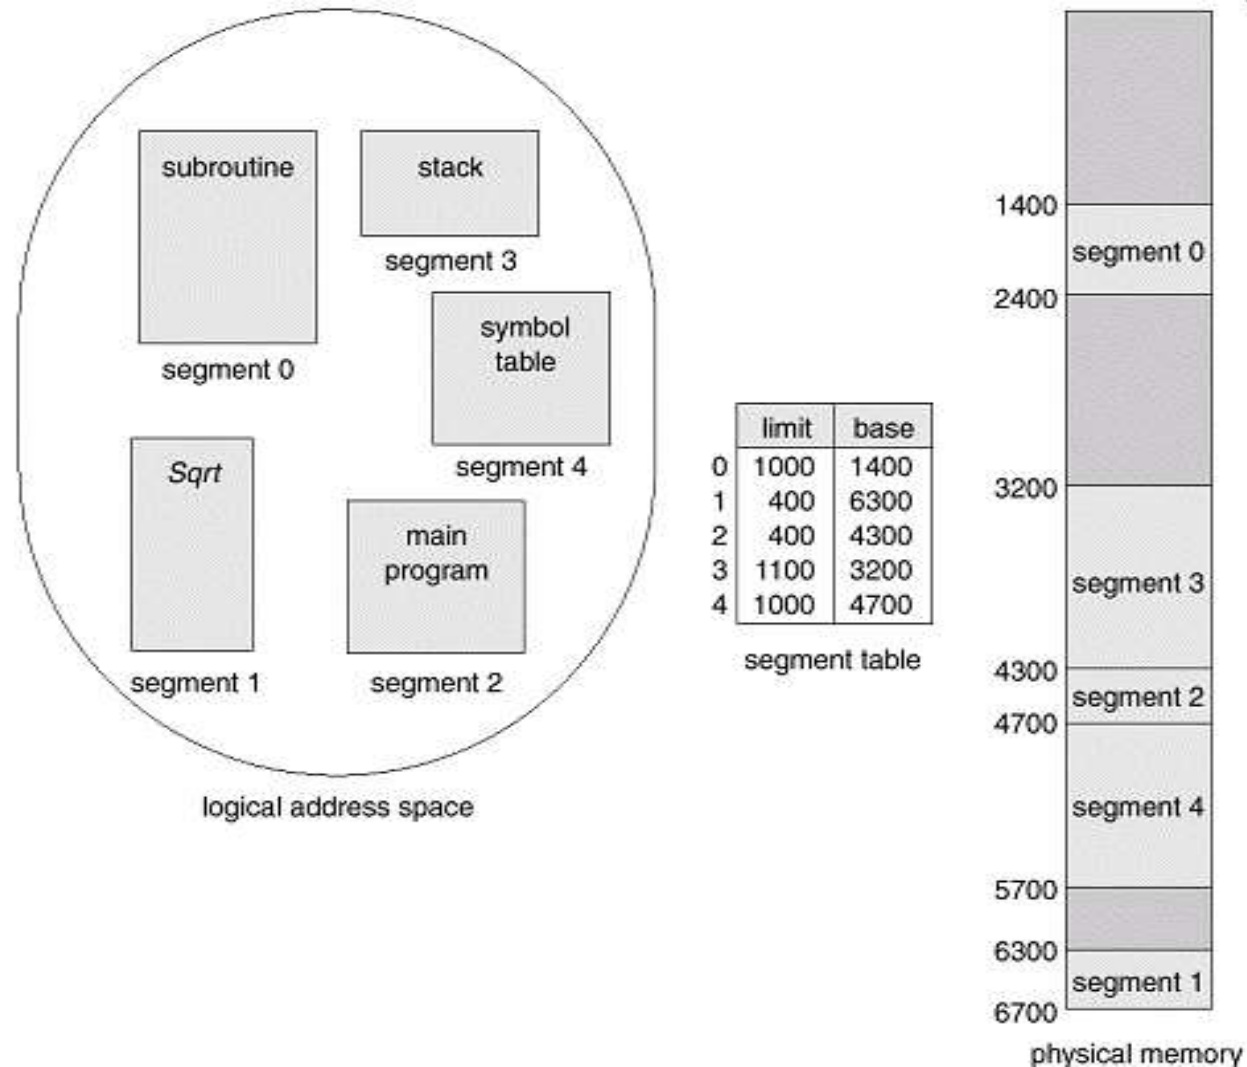 subroutine
segment 0
stack
segment 3
symbol
table
segment 4
Sqrt
segment 1
main
program
segment 2
logical address space
limit base
0 1000 1400
1 400 6300
2 400 4300
3 1100 3200
4 1000 4700
segment table
1400
segment 0
2400
3200
segment 3
4300
segment 2
4700
segment 4
5700
6300
segment 1
6700
physical memory